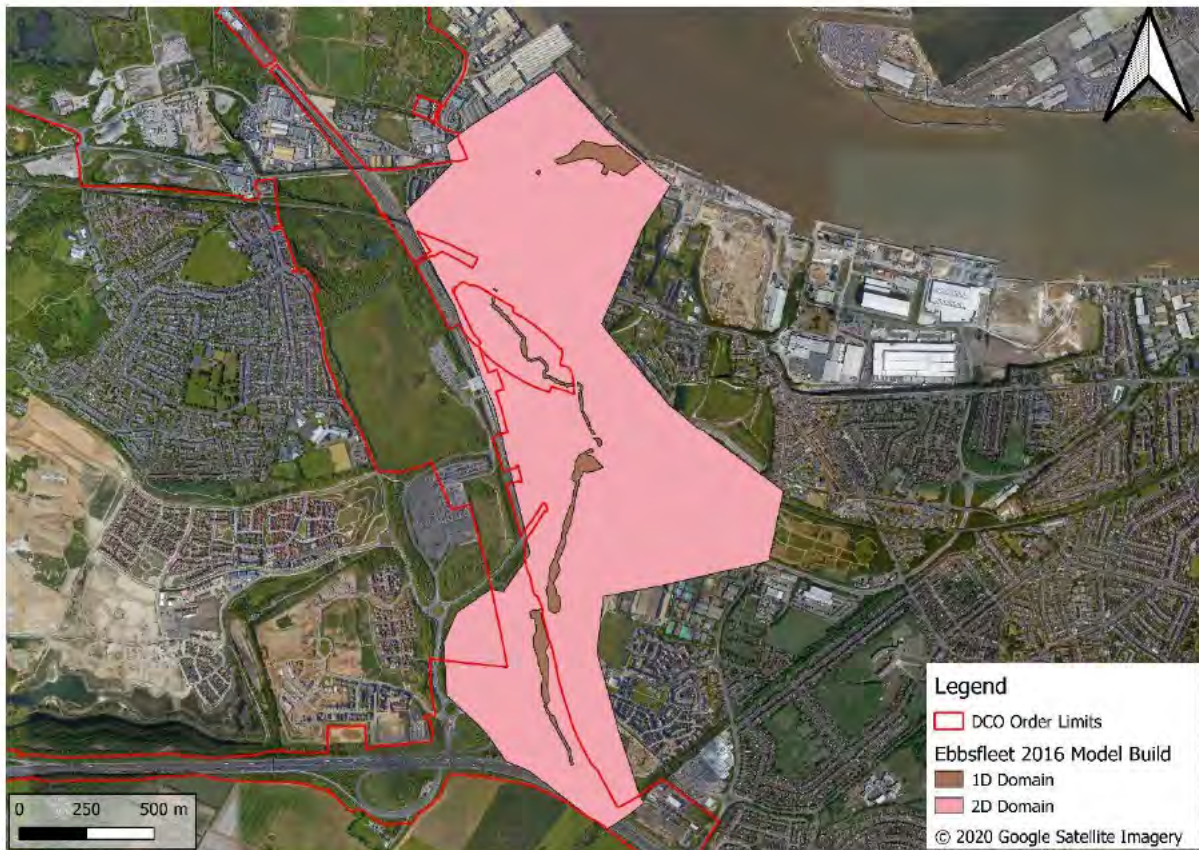 Legend
DCO Order Limits
Ebbsfleet 2016 Model Build
1D Domain
2D Domain
© 2020 Google Satellite Imagery
0 250 500 m